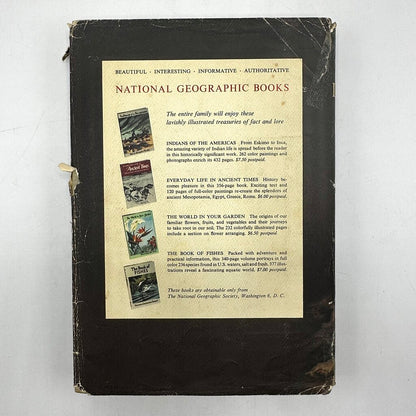 BEAUTIFUL · INTERESTING · INFORMATIVE · AUTHORITATIVE
NATIONAL GEOGRAPHIC BOOKS
The entire family will enjoy these
lavishly illustrated treasuries of fact and lore
INDIANS OF THE AMERICAS From Eskimo to Inca,
the amazing variety of Indian life is spread before the reader
in this historically significant work. 262 color paintings and
photographs enrich its 432 pages. $7.50 postpaid
EVERYDAY LIFE IN ANCIENT TIMES History be-
comes pleasure in this 356-page book. Exciting text and
120 pages of full-color paintings re-create the splendors of
ancient Mesopotamia, Egypt, Greece, Rome. $6.00 postpaid
THE WORLD IN YOUR GARDEN The origins of our
familiar flowers, fruits, and vegetables and their journeys
to take root in our soil. The 232 colorfully illustrated pages
include a section on flower arranging. $6.50 postpaid
THE BOOK OF FISHES Packed with adventure and
practical information, this 340-page volume portrays in full
color 236 species found in U.S. waters, salt and fresh. 377 illus-
trations reveal a fascinating aquatic world. $7.00 postpaid
These books are obtainable only from
The National Geographic Society, Washington 6, D. C.
Ancient Times
The Book of
FISHES